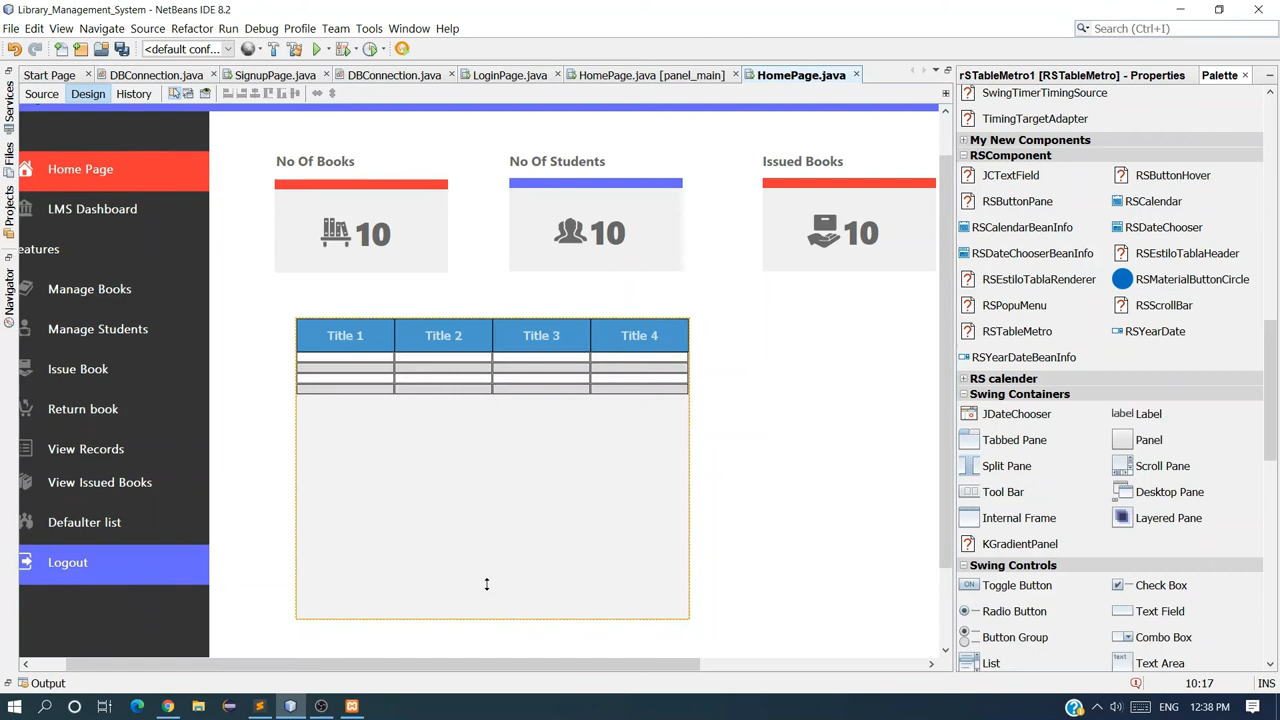 Library_Management_System - NetBeans IDE 8.2
File Edit View Navigate Source Refactor Run Debug Profile Team Tools Window Help
Search (Ctrl+I)
<default conf...
Start Page DBConnection.java SignupPage.java DBConnection.java LoginPage.java HomePage.java [panel_main] HomePage.java
rSTableMetro1 [RSTableMetro] - Properties Palette
Source Design History
Services
Files
Projects
Navigator
Home Page
LMS Dashboard
eatures
Manage Books
Manage Students
Issue Book
Return book
View Records
View Issued Books
Defaulter list
Logout
No Of Books No Of Students Issued Books
10 10 10
Title 1 Title 2 Title 3 Title 4
SwingTimerTimingSource
TimingTargetAdapter
My New Components
RSComponent
JCTextField RSButtonHover
RSButtonPane RSCalendar
RSCalendarBeanInfo RSDateChooser
RSDateChooserBeanInfo RSEstiloTablaHeader
RSEstiloTablaRenderer RSMaterialButtonCircle
RSPopuMenu RSScrollBar
RSTableMetro RSYearDate
RSYearDateBeanInfo
RS calender
Swing Containers
JDateChooser label Label
Tabbed Pane Panel
Split Pane Scroll Pane
Tool Bar Desktop Pane
Internal Frame Layered Pane
KGradientPanel
Swing Controls
ON Toggle Button Check Box
Radio Button Text Field
Button Group Combo Box
List text Text Area
Output
10:17 INS
ENG 12:38 PM